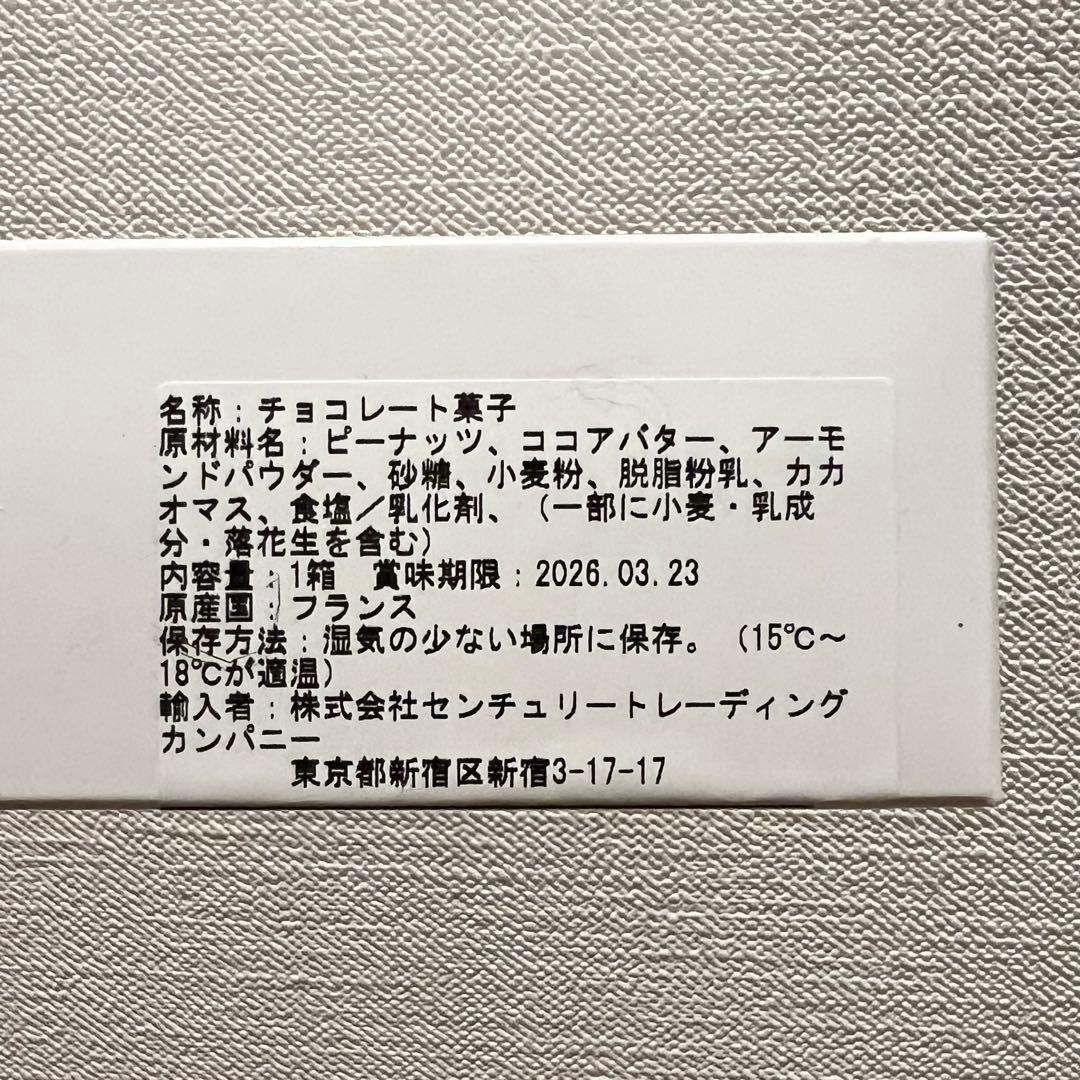 名称：チョコレート菓子
原材料名：ピーナッツ、ココアバター、アーモ
ンドパウダー、砂糖、小麦粉、脱脂粉乳、カカ
オマス、食塩／乳化剤、（一部に小麦・乳成
分・落花生を含む）
内容量：1箱　賞味期限：2026.03.23
原産国：フランス
保存方法：湿気の少ない場所に保存。（15℃～
18℃が適温）
輸入者：株式会社センチュリートレーディング
カンパニー
東京都新宿区新宿3-17-17